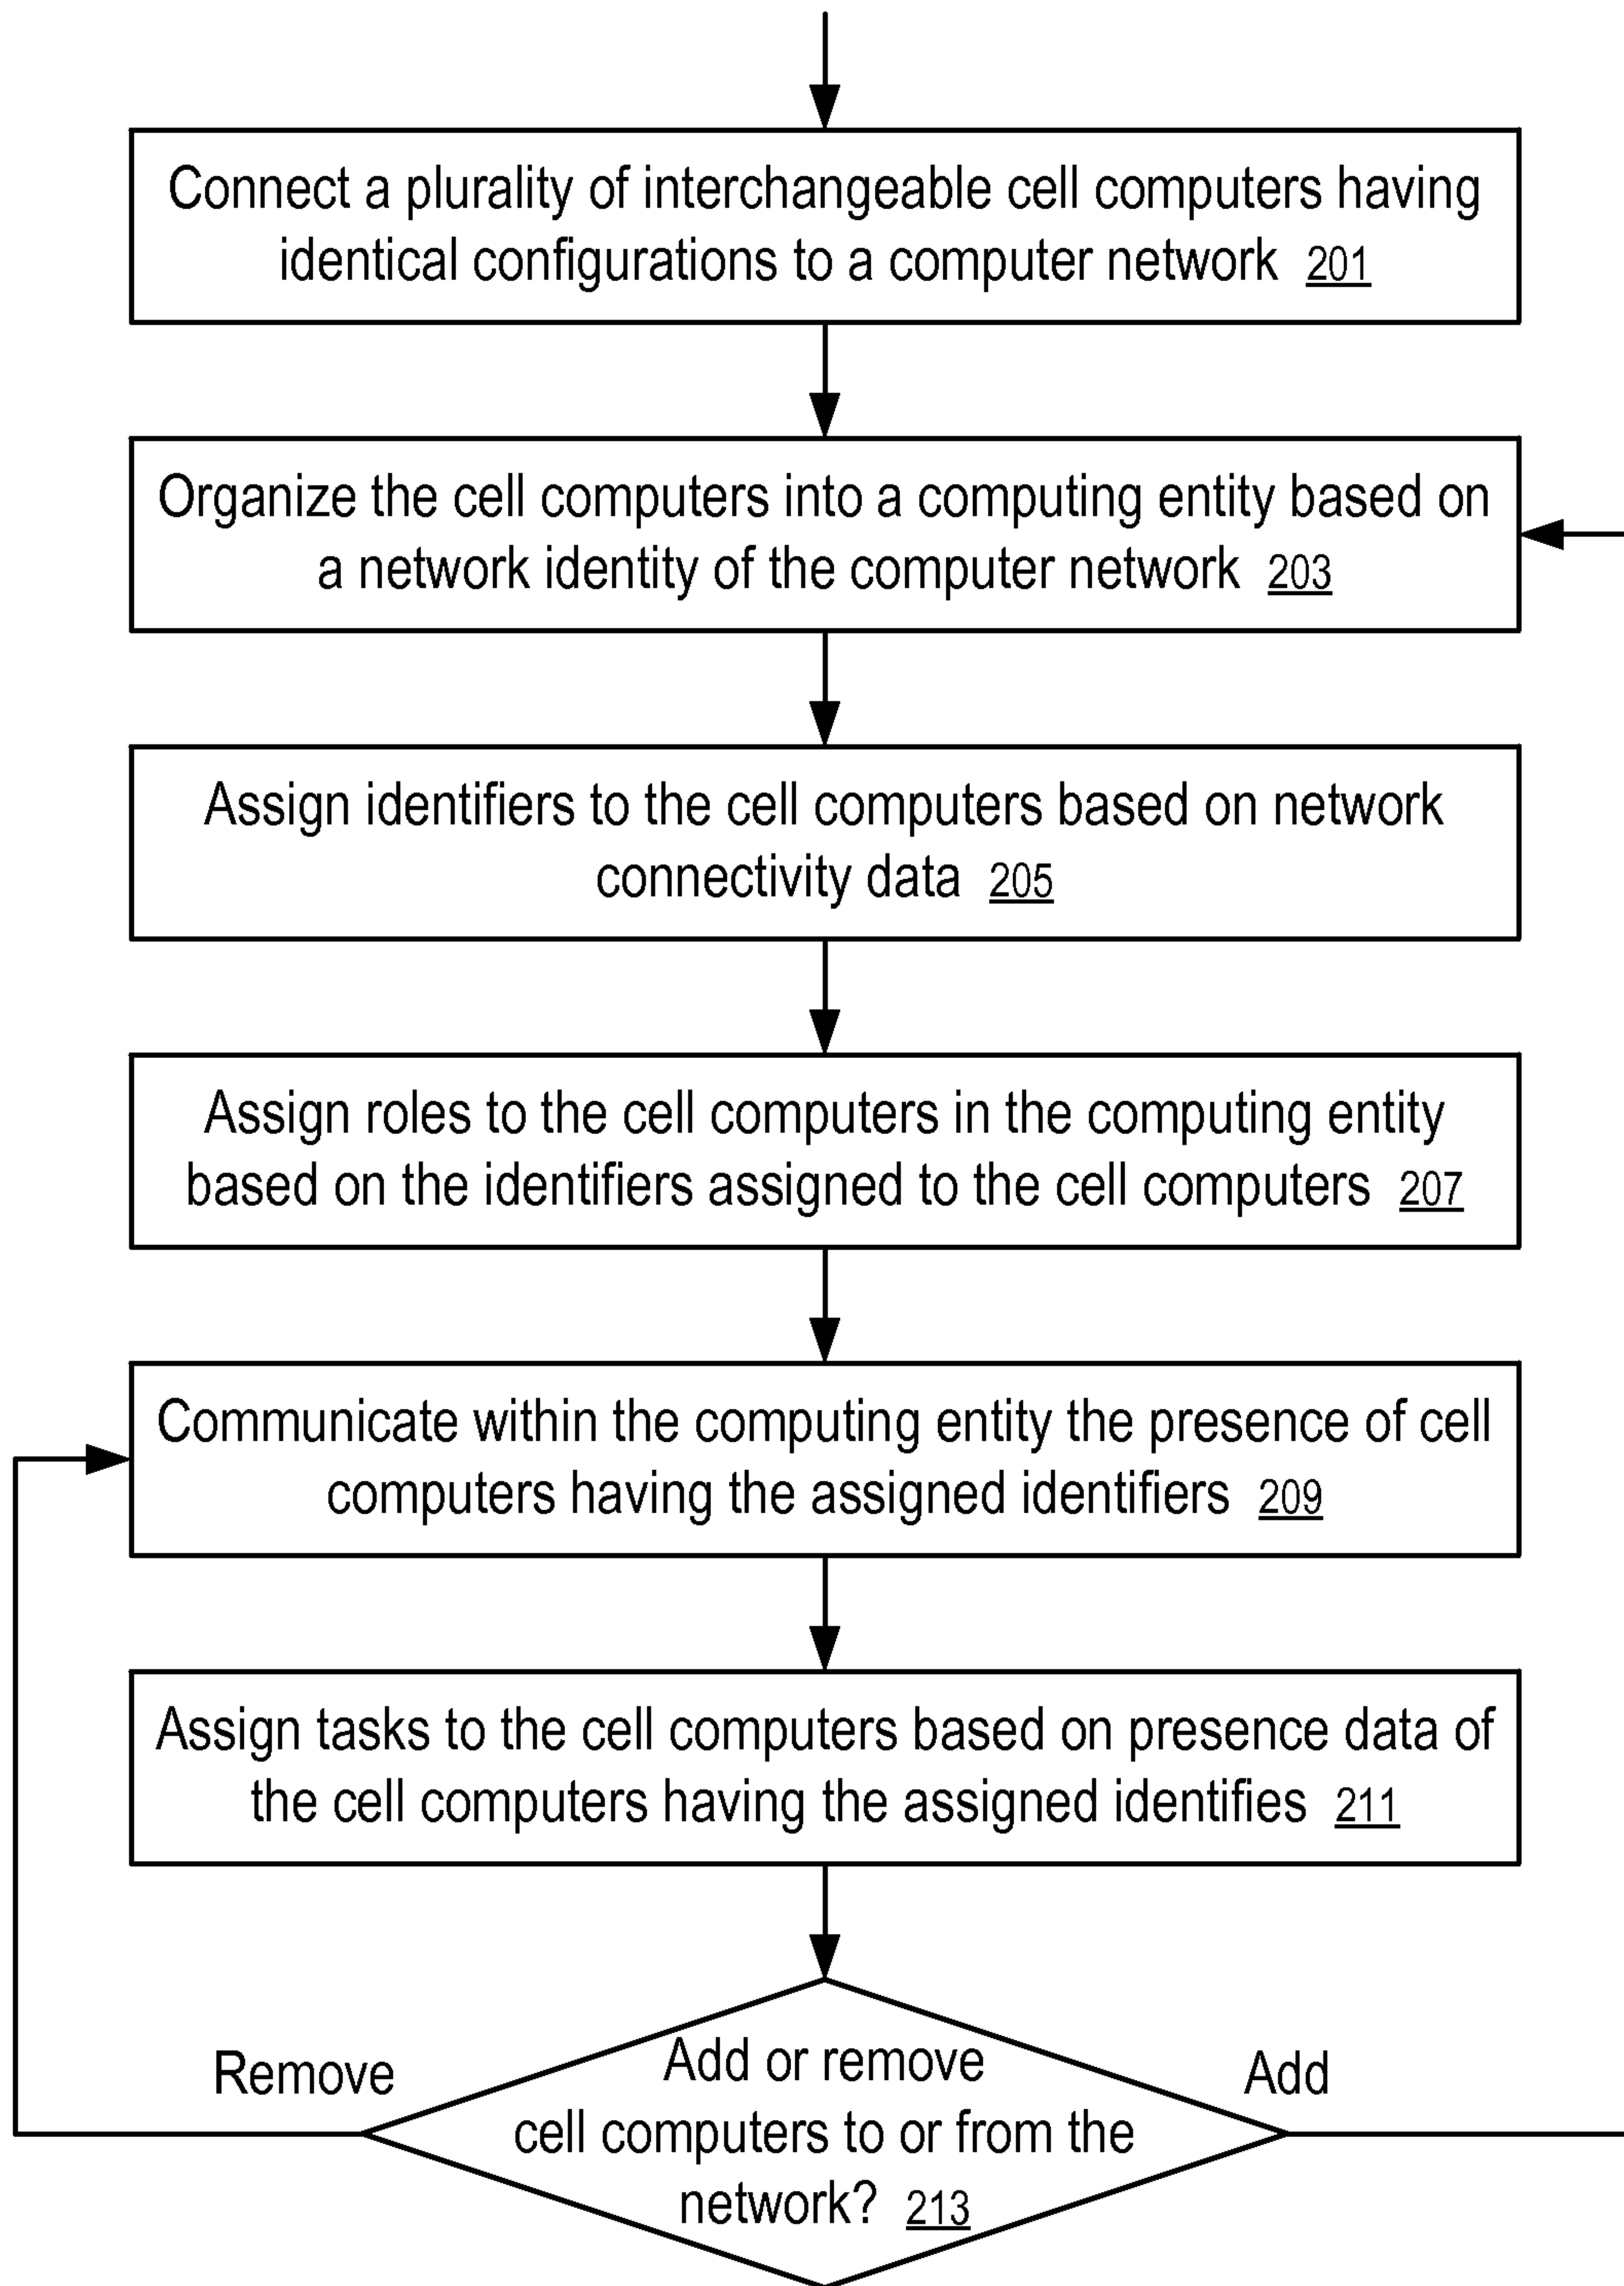 Connect a plurality of interchangeable cell computers having
identical configurations to a computer network 201
Organize the cell computers into a computing entity based on
a network identity of the computer network 203
Assign identifiers to the cell computers based on network
connectivity data 205
Assign roles to the cell computers in the computing entity
based on the identifiers assigned to the cell computers 207
Communicate within the computing entity the presence of cell
computers having the assigned identifiers 209
Assign tasks to the cell computers based on presence data of
the cell computers having the assigned identifies 211
Remove
Add or remove
cell computers to or from the
network? 213
Add